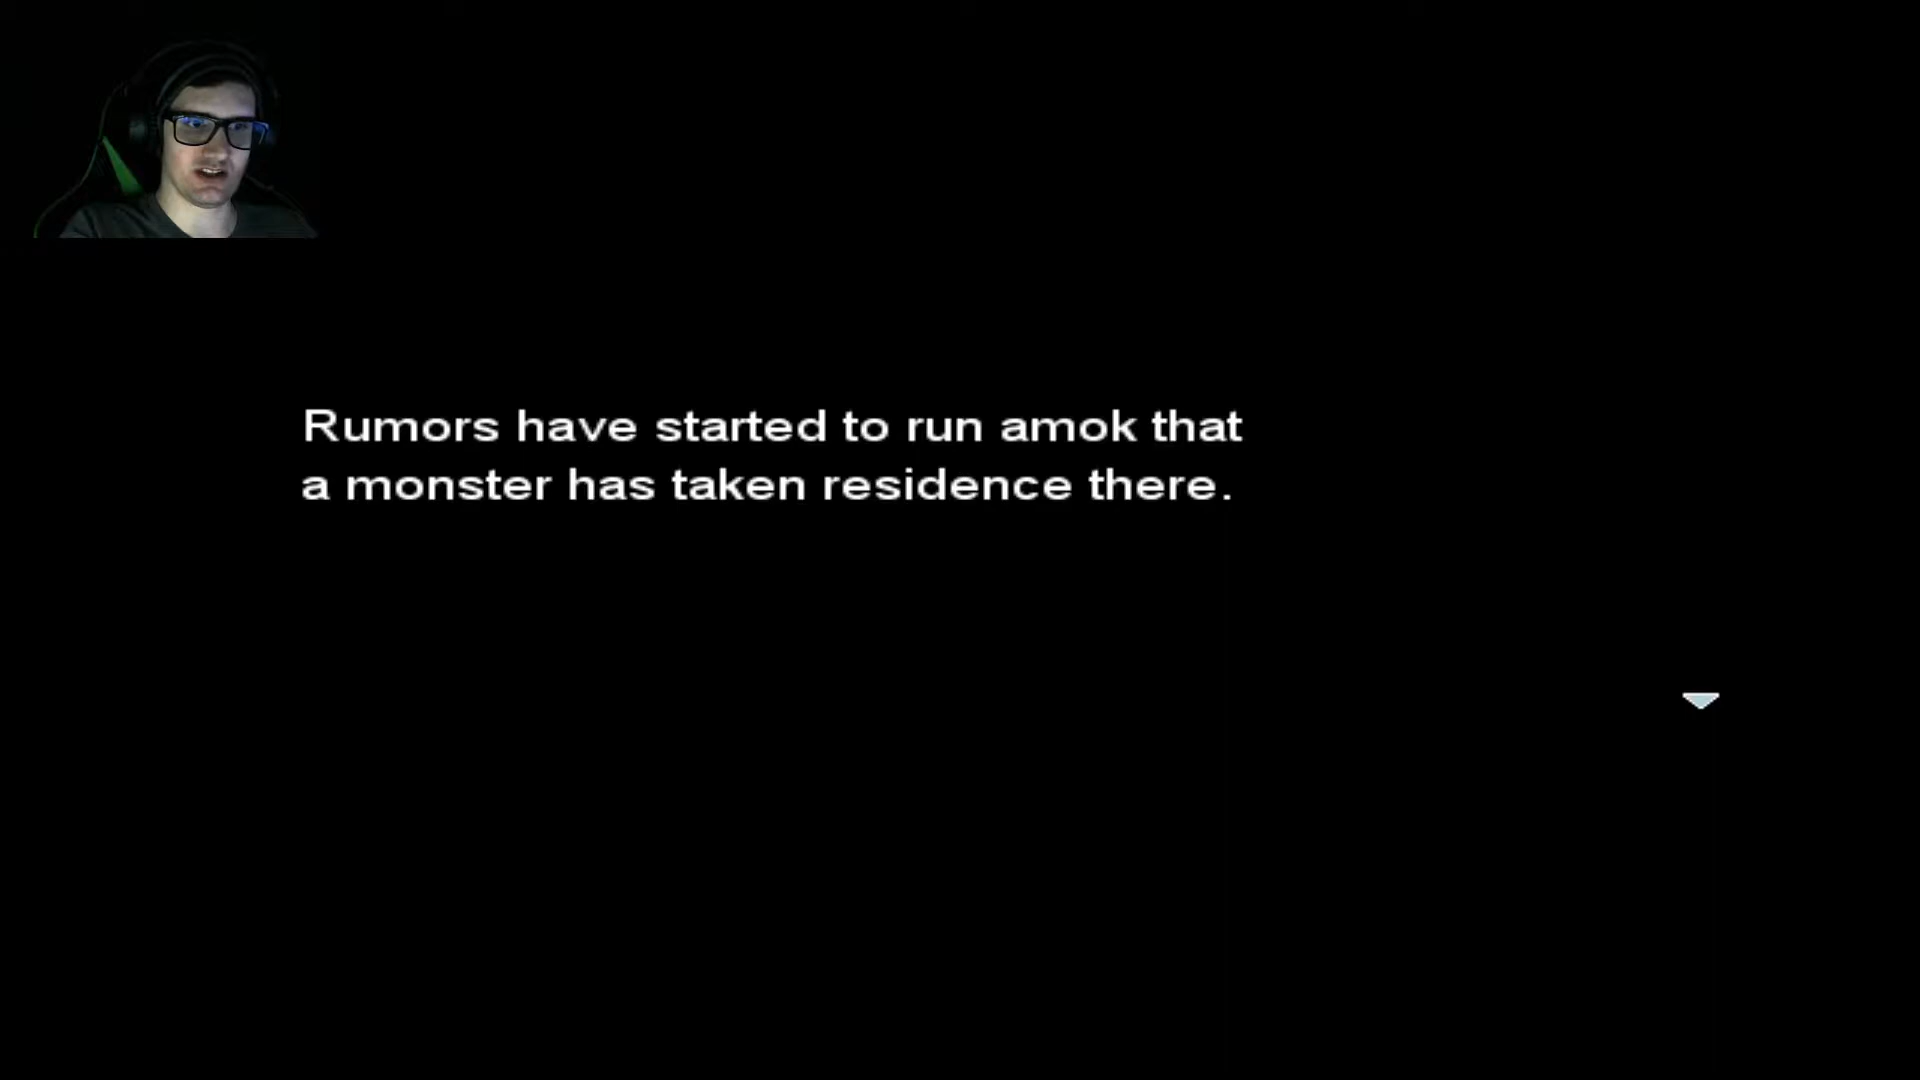 Rumors have started to run amok that
a monster has taken residence there.